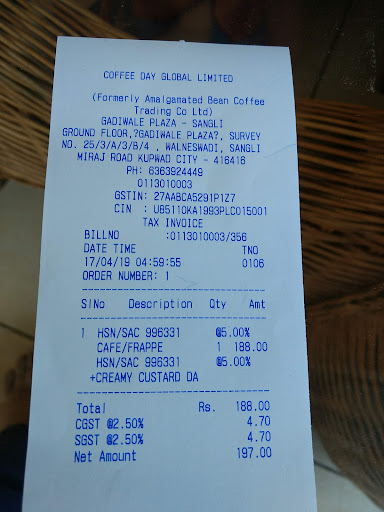 COFFEE DAY GLOBAL LIMITED
(Formerly Amalgamated Bean Coffee
Trading Co Ltd)
GADIWALE PLAZA - SANGLI
GROUND FLOOR,?GADIWALE PLAZA?, SURVEY
NO. 25/3/A/3/B/4 , WALNESWADI, SANGLI
MIRAJ ROAD KUPWAD CITY - 416416
PH: 6363924449
0113010003
GSTIN: 27AABCA5291P1Z7
CIN : U85110KA1993PLC015001
TAX INVOICE
BILLNO :0113010003/356
DATE TIME TNO
17/04/19 04:59:55 0106
ORDER NUMBER: 1
SlNo Description Qty Amt
1 HSN/SAC 996331 @5.00%
CAFE/FRAPPE 1 188.00
HSN/SAC 996331 @5.00%
+CREAMY CUSTARD DA
Total Rs. 188.00
CGST @2.50% 4.70
SGST @2.50% 4.70
Net Amount 197.00